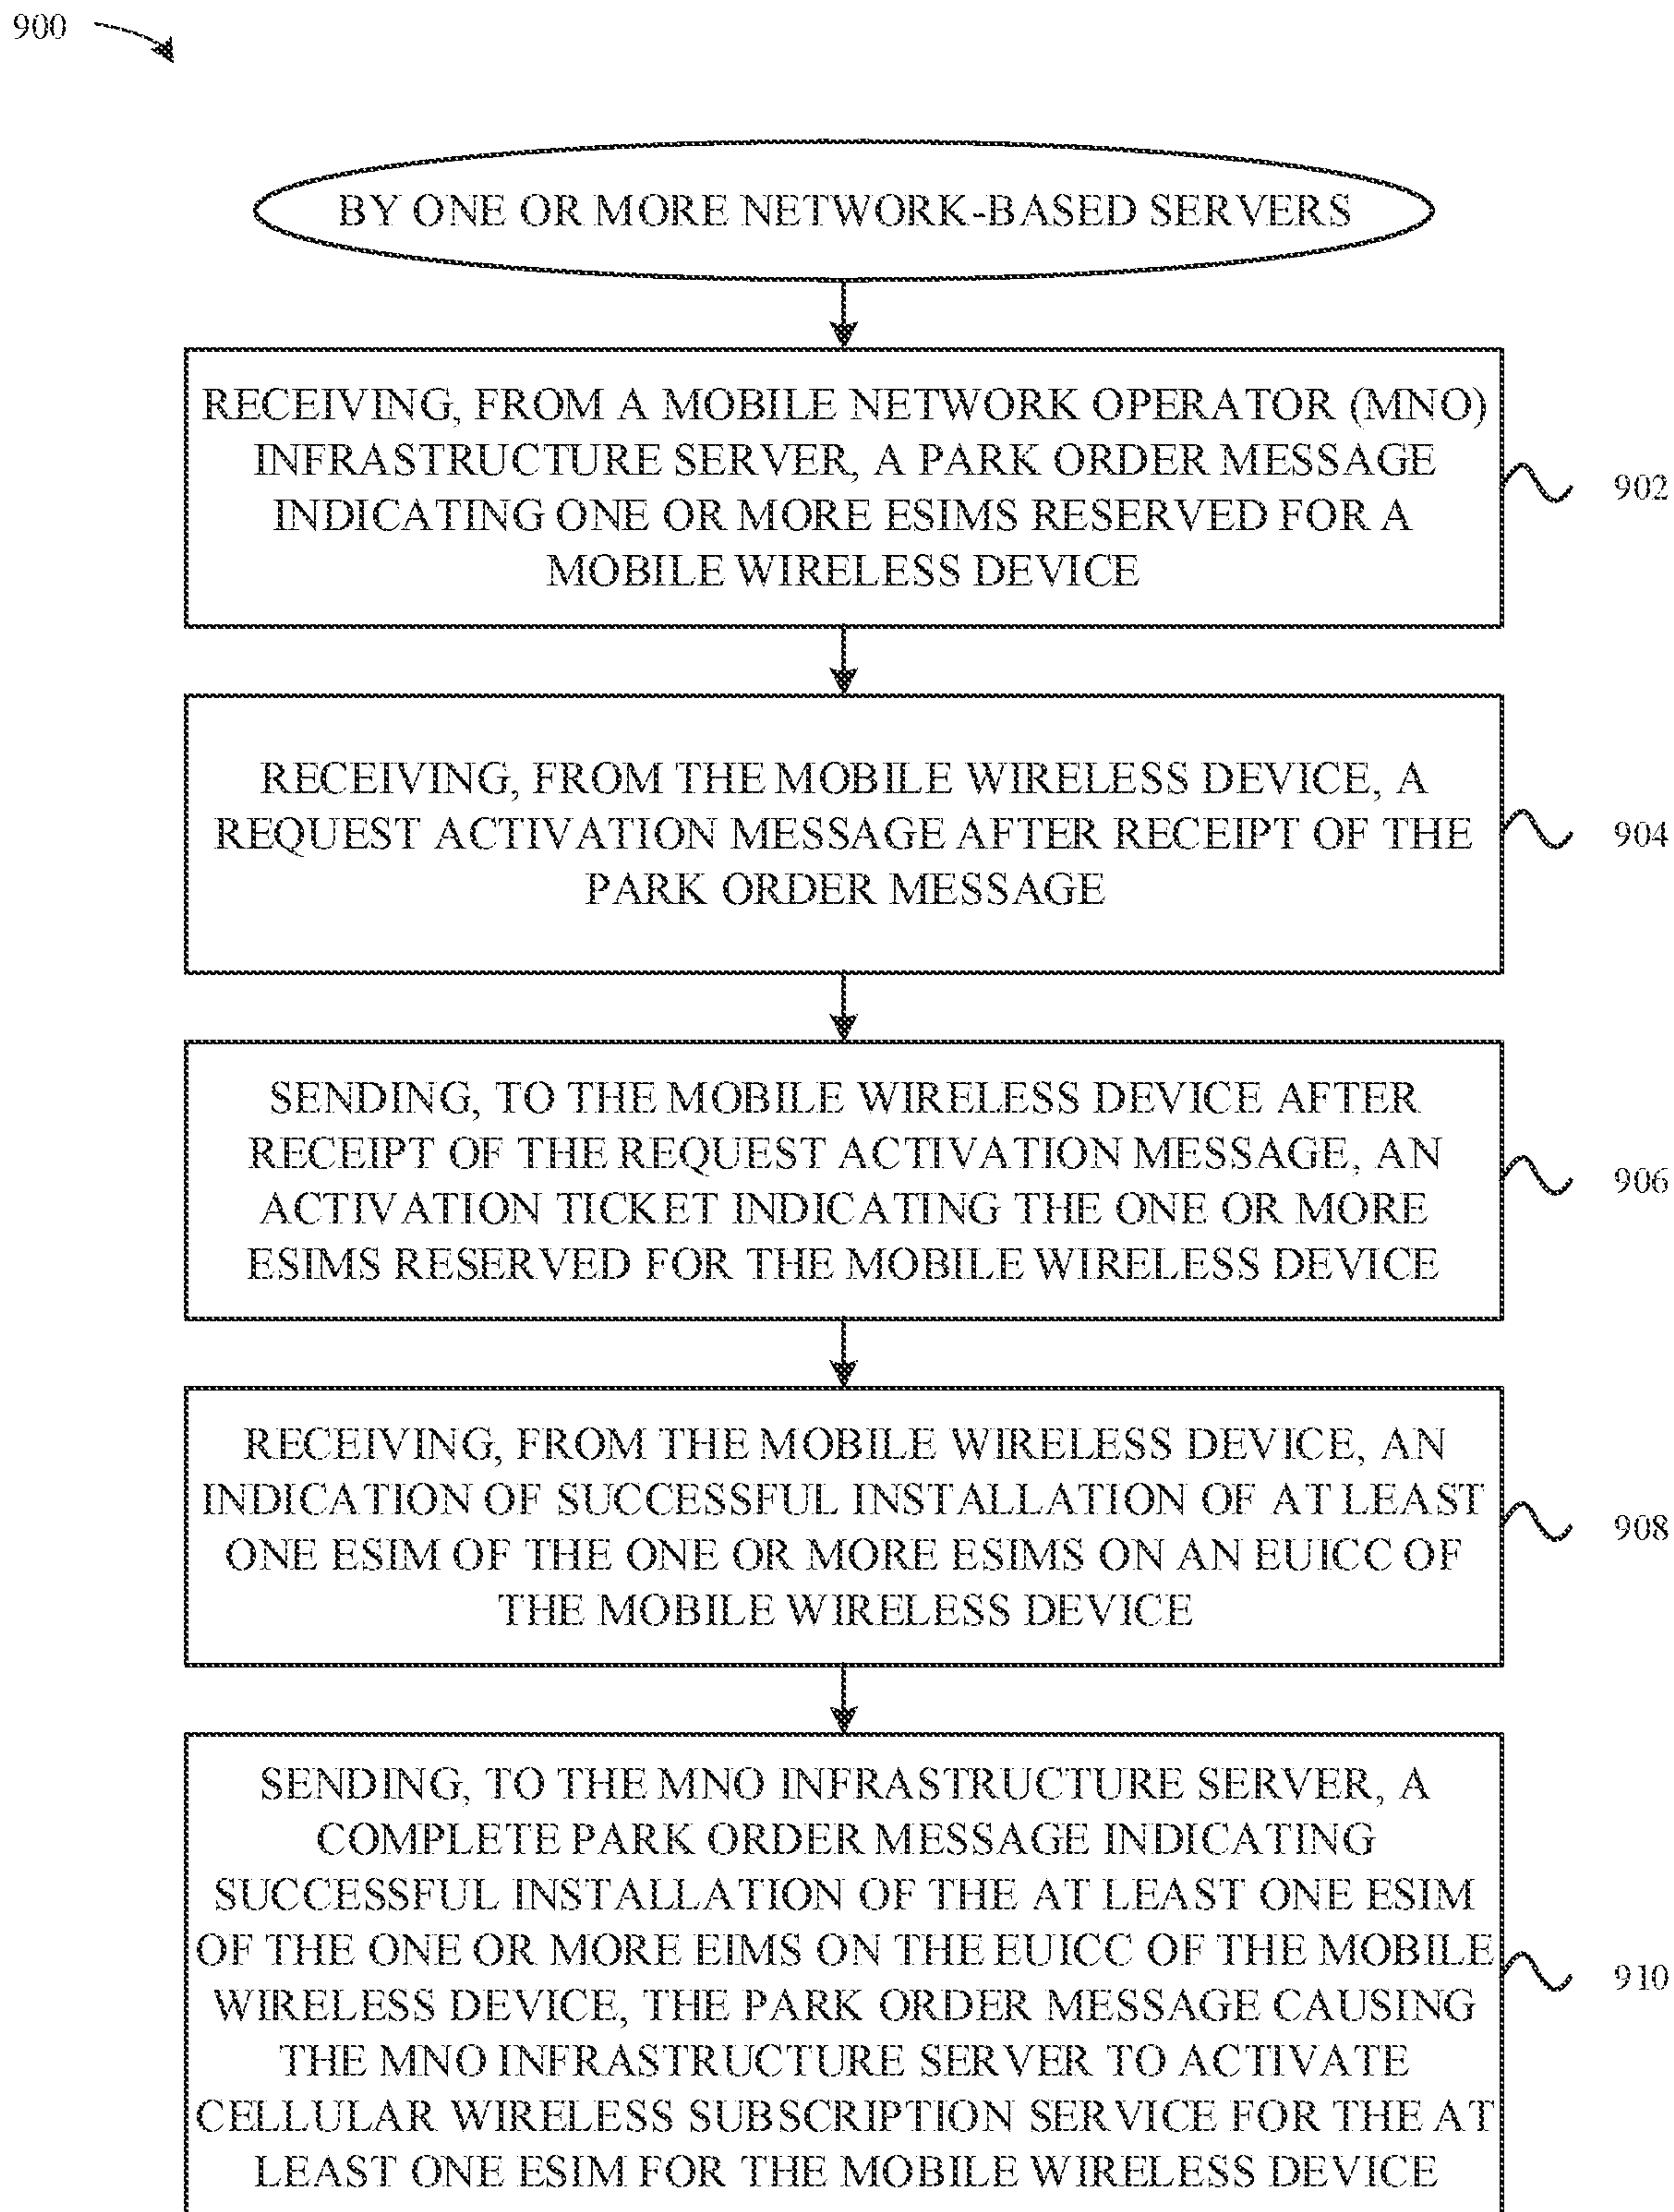 900
BY ONE OR MORE NETWORK-BASED SERVERS
RECEIVING, FROM A MOBILE NETWORK OPERATOR (MNO)
INFRASTRUCTURE SERVER, A PARK ORDER MESSAGE
INDICATING ONE OR MORE ESIMS RESERVED FOR A
MOBILE WIRELESS DEVICE
902
RECEIVING, FROM THE MOBILE WIRELESS DEVICE, A
REQUEST ACTIVATION MESSAGE AFTER RECEIPT OF THE
PARK ORDER MESSAGE
904
SENDING, TO THE MOBILE WIRELESS DEVICE AFTER
RECEIPT OF THE REQUEST ACTIVATION MESSAGE, AN
ACTIVATION TICKET INDICATING THE ONE OR MORE
ESIMS RESERVED FOR THE MOBILE WIRELESS DEVICE
906
RECEIVING, FROM THE MOBILE WIRELESS DEVICE, AN
INDICATION OF SUCCESSFUL INSTALLATION OF AT LEAST
ONE ESIM OF THE ONE OR MORE ESIMS ON AN EUICC OF
THE MOBILE WIRELESS DEVICE
908
SENDING, TO THE MNO INFRASTRUCTURE SERVER, A
COMPLETE PARK ORDER MESSAGE INDICATING
SUCCESSFUL INSTALLATION OF THE AT LEAST ONE ESIM
OF THE ONE OR MORE EIMS ON THE EUICC OF THE MOBILE
WIRELESS DEVICE, THE PARK ORDER MESSAGE CAUSING
THE MNO INFRASTRUCTURE SERVER TO ACTIVATE
CELLULAR WIRELESS SUBSCRIPTION SERVICE FOR THE AT
LEAST ONE ESIM FOR THE MOBILE WIRELESS DEVICE
910